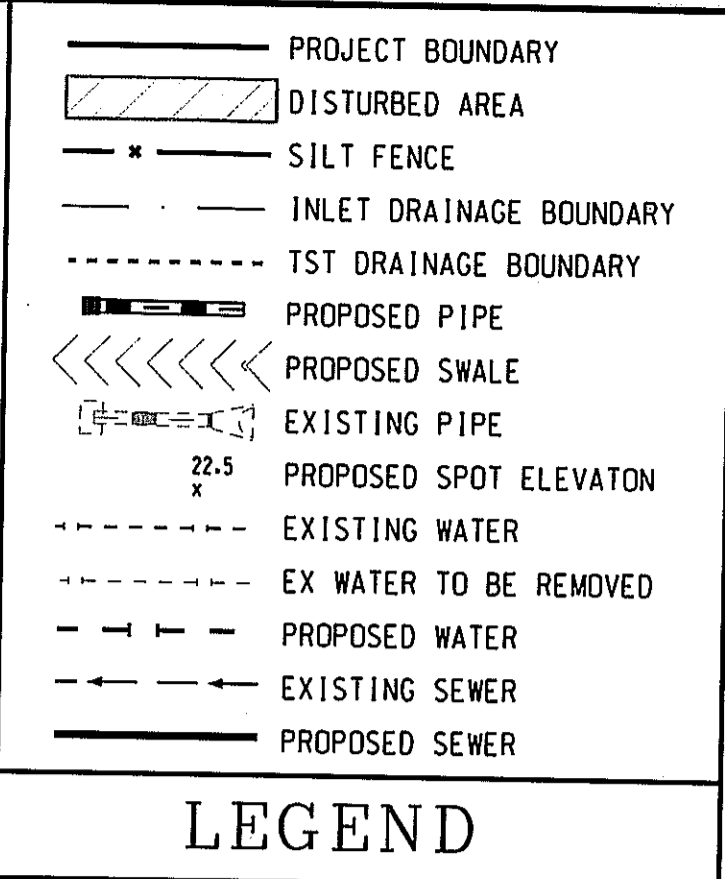 PROJECT BOUNDARY
DISTURBED AREA
SILT FENCE
INLET DRAINAGE BOUNDARY
TST DRAINAGE BOUNDARY
PROPOSED PIPE
PROPOSED SWALE
EXISTING PIPE
22.5
x
PROPOSED SPOT ELEVATON
EXISTING WATER
EX WATER TO BE REMOVED
PROPOSED WATER
EXISTING SEWER
PROPOSED SEWER
LEGEND